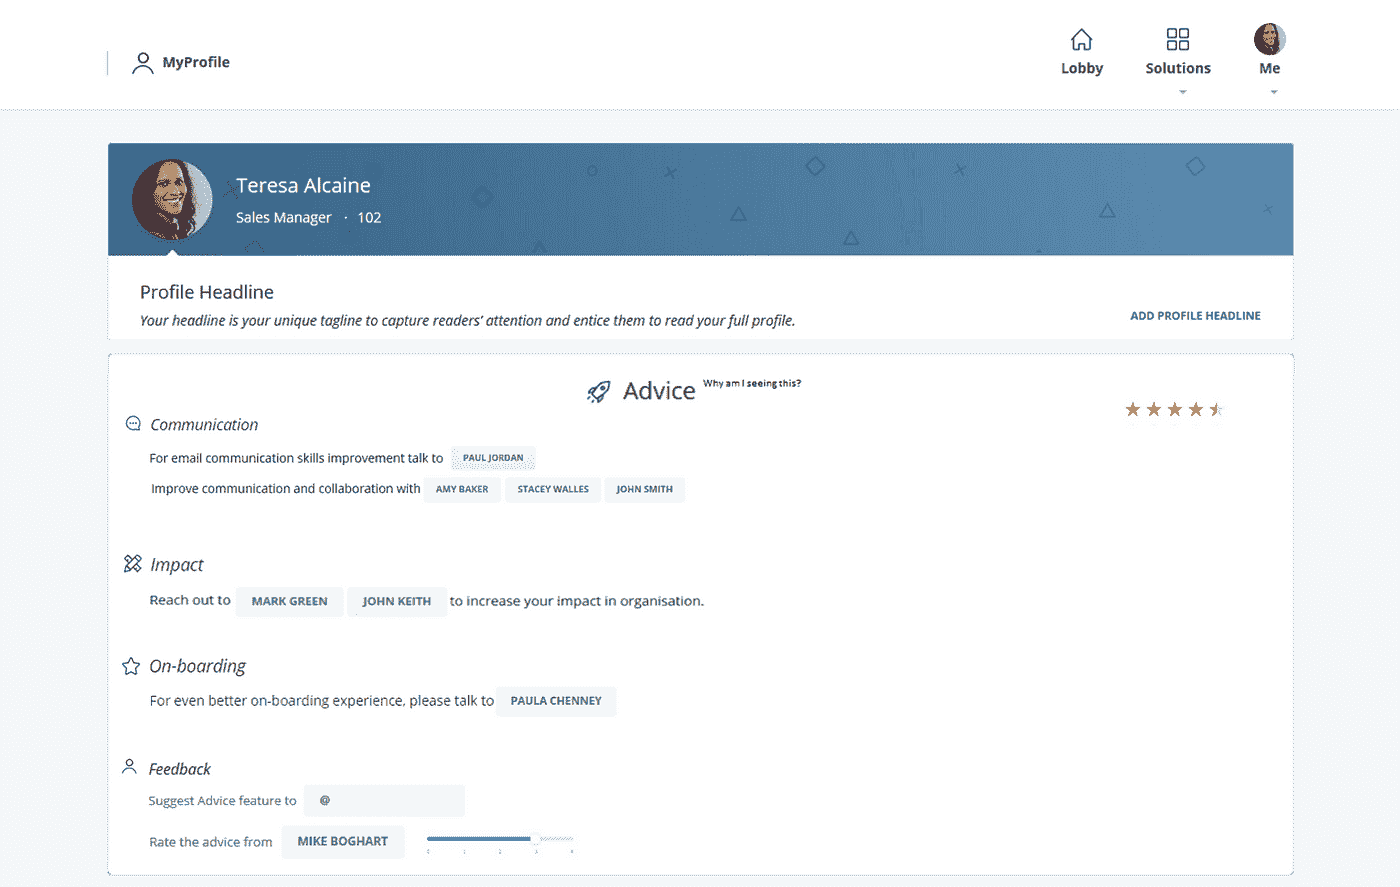 MyProfile
Lobby
Solutions
Me
Teresa Alcaine
Sales Manager · 102
Profile Headline
Your headline is your unique tagline to capture readers' attention and entice them to read your full profile.
ADD PROFILE HEADLINE
Advice Why am I seeing this?
Communication
For email communication skills improvement talk to PAUL JORDAN
Improve communication and collaboration with AMY BAKER STACEY WALLES JOHN SMITH
Impact
Reach out to MARK GREEN JOHN KEITH to increase your impact in organisation.
On-boarding
For even better on-boarding experience, please talk to PAULA CHENNEY
Feedback
Suggest Advice feature to @
Rate the advice from MIKE BOGHART
0 1 2 3 4